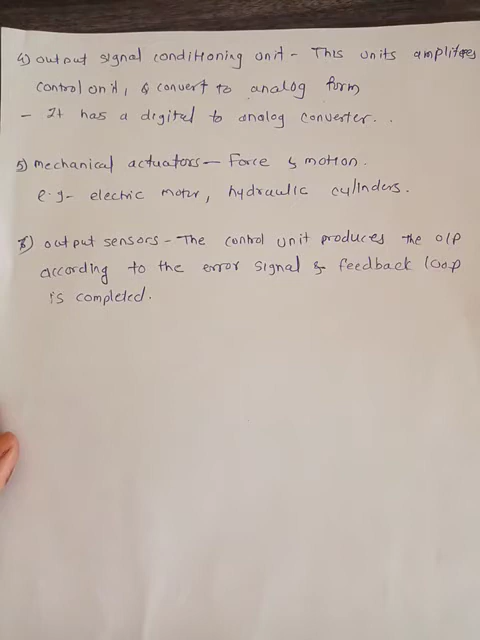 4) output signal conditioning unit - This units amplifies
control unit, & convert to analog form
- It has a digital to analog converter..
5) mechanical actuators - Force & motion.
e.g- electric motor, hydraulic cylinders.
6) output sensors - The control unit produces the O/P
according to the error signal & feedback loop
is completed.